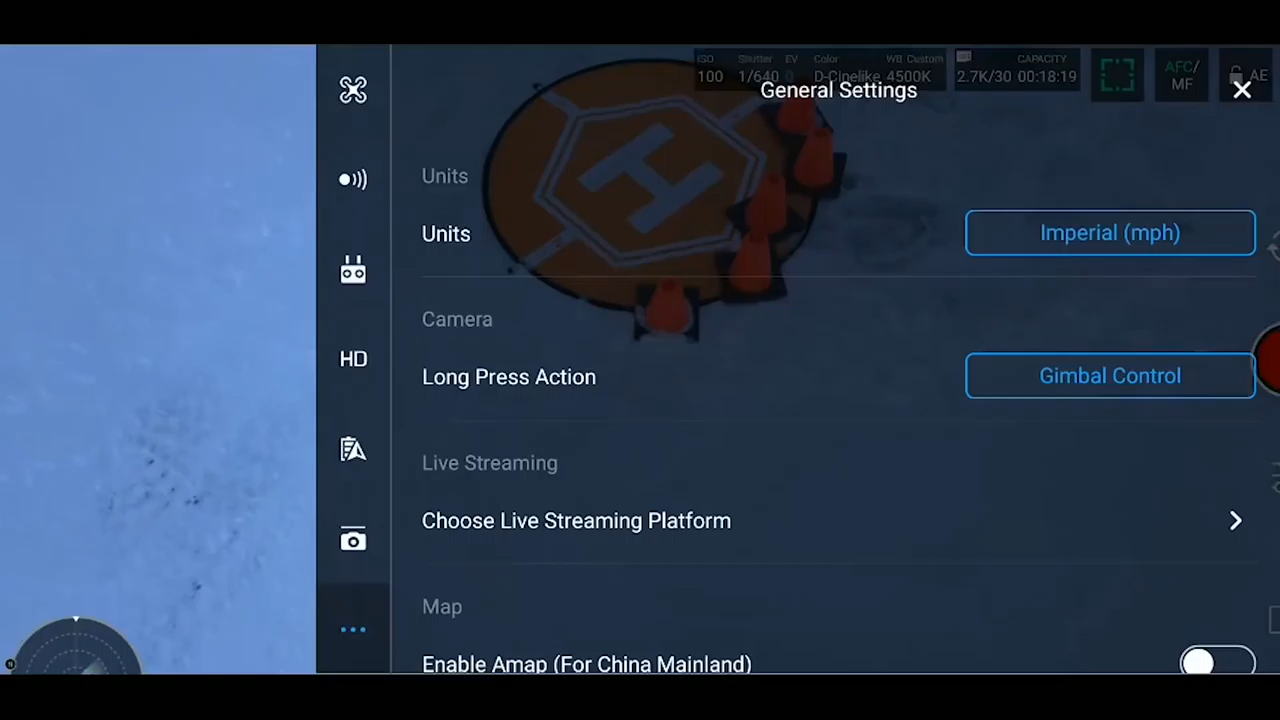 ISO Shutter EV Color WB Custom CAPACITY
100 1/640 0 D-Cinelike 4500K 2.7K/30 00:18:19 AFC/ AE
MF
General Settings
H
Units
Units Imperial (mph)
Camera
HD
Long Press Action Gimbal Control
Live Streaming
Choose Live Streaming Platform
Map
Enable Amap (For China Mainland)
N